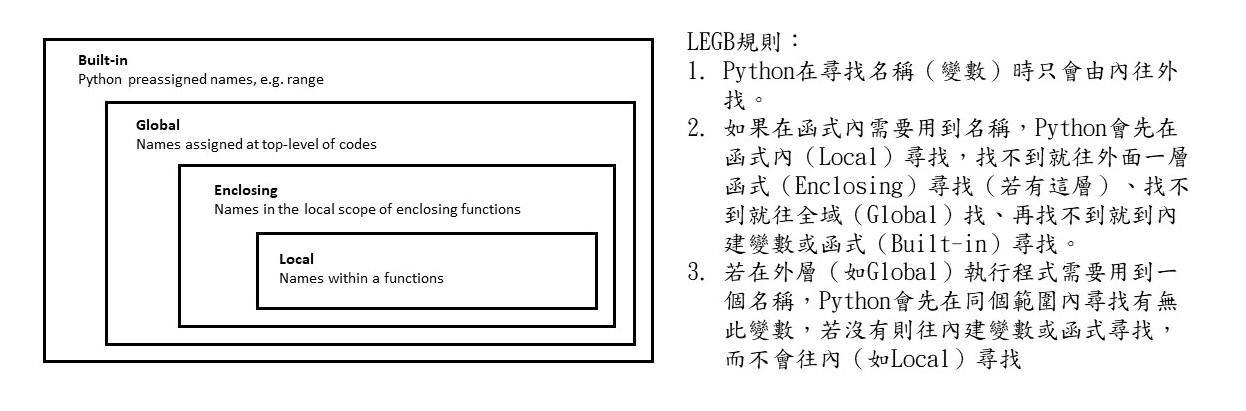 Built-in
Python preassigned names, e.g. range
Global
Names assigned at top-level of codes
Enclosing
Names in the local scope of enclosing functions
Local
Names within a functions
LEGB規則：
1. Python在尋找名稱（變數）時只會由內往外
找。
2. 如果在函式內需要用到名稱，Python會先在
函式內（Local）尋找，找不到就往外面一層
函式（Enclosing）尋找（若有這層）、找不
到就往全域（Global）找、再找不到就到內
建變數或函式（Built-in）尋找。
3. 若在外層（如Global）執行程式需要用到一
個名稱，Python會先在同個範圍內尋找有無
此變數，若沒有則往內建變數或函式尋找，
而不會往內（如Local）尋找